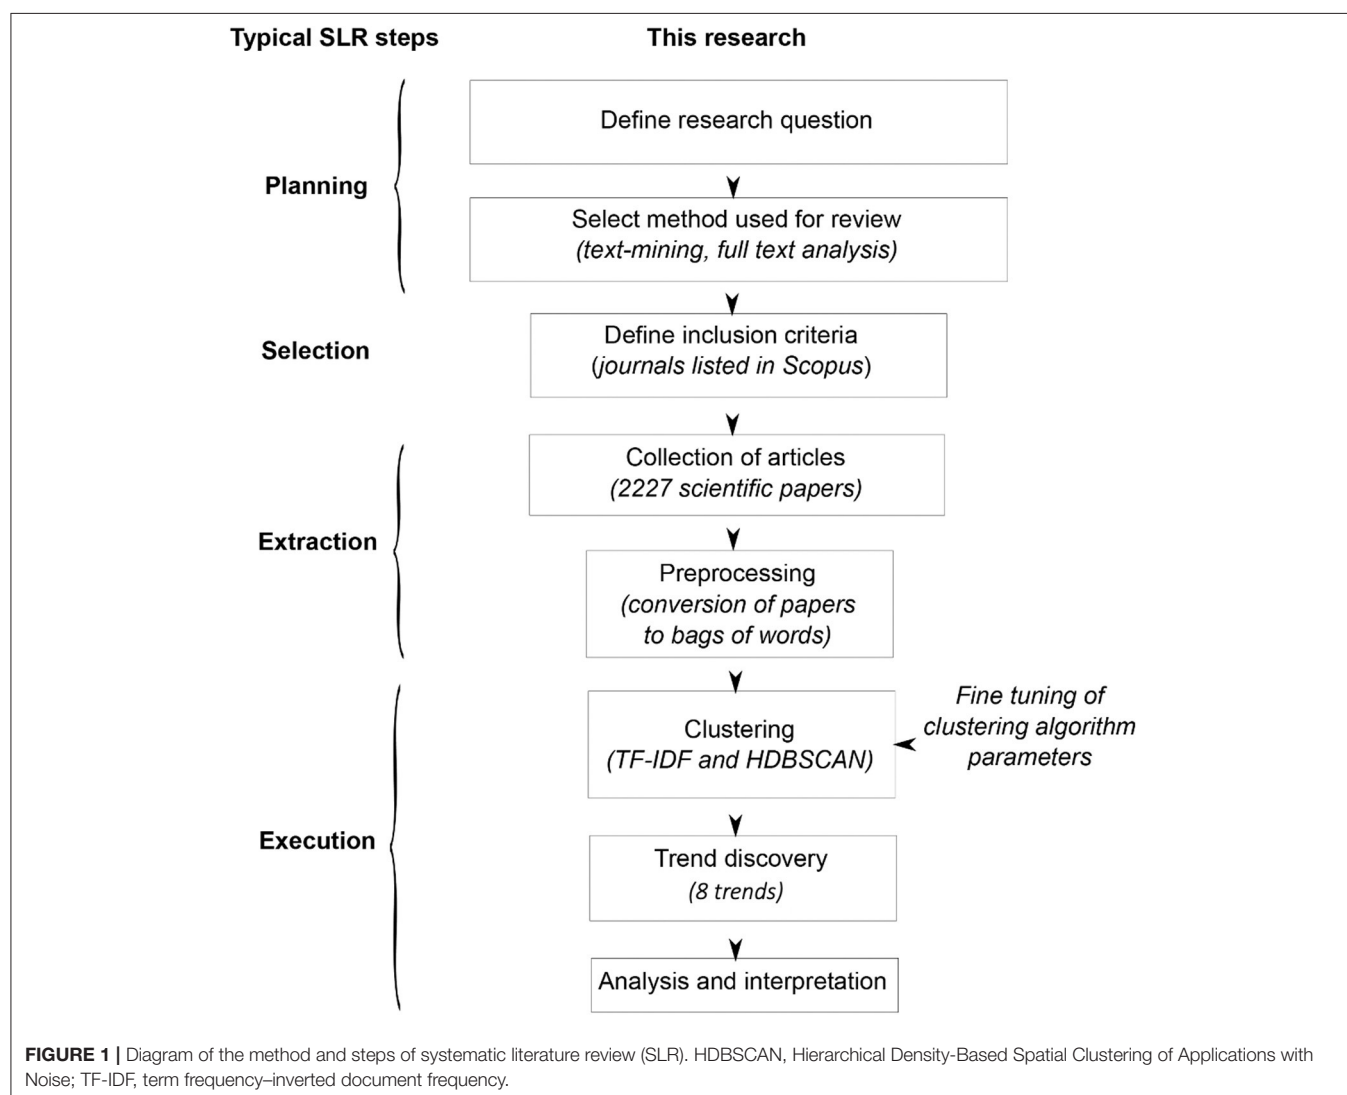 Typical SLR steps
This research
Planning
Define research question
Select method used for review
(text-mining, full text analysis)
Selection
Define inclusion criteria
(journals listed in Scopus)
Extraction
Collection of articles
(2227 scientific papers)
Preprocessing
(conversion of papers
to bags of words)
Execution
Clustering
(TF-IDF and HDBSCAN)
Fine tuning of
clustering algorithm
parameters
Trend discovery
(8 trends)
Analysis and interpretation
FIGURE 1 | Diagram of the method and steps of systematic literature review (SLR). HDBSCAN, Hierarchical Density-Based Spatial Clustering of Applications with
Noise; TF-IDF, term frequency–inverted document frequency.